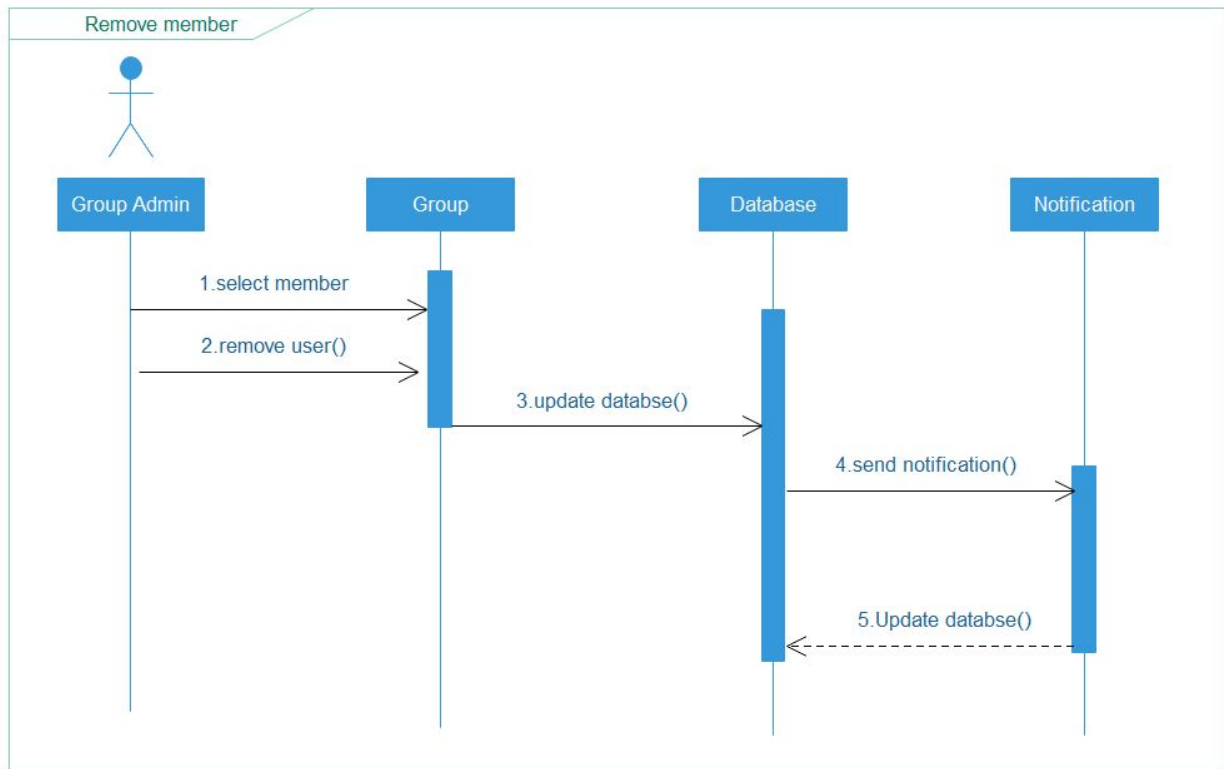 Remove member
Group Admin
Group
Database
Notification
1.select member
2.remove user()
3.update databse()
4.send notification()
5.Update databse()